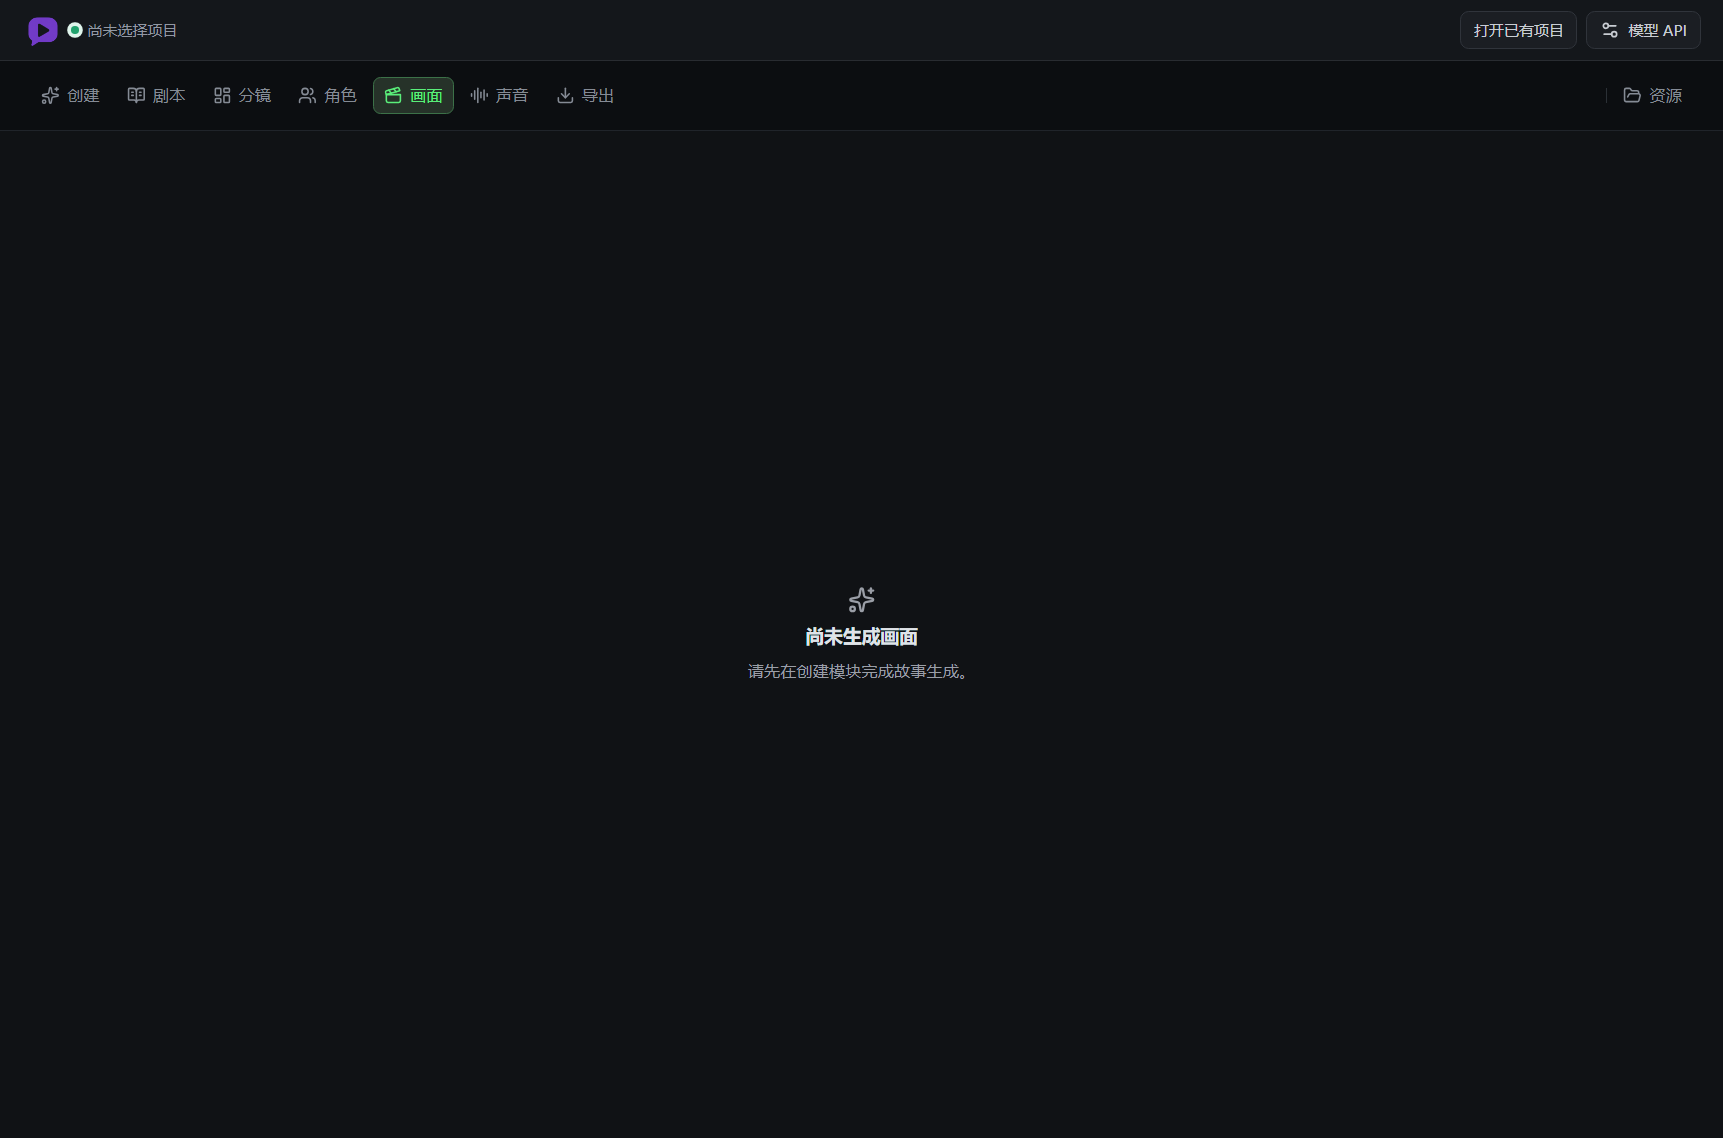 尚未选择项目
打开已有项目
模型 API
创建
剧本
分镜
角色
画面
声音
导出
资源
尚未生成画面
请先在创建模块完成故事生成。